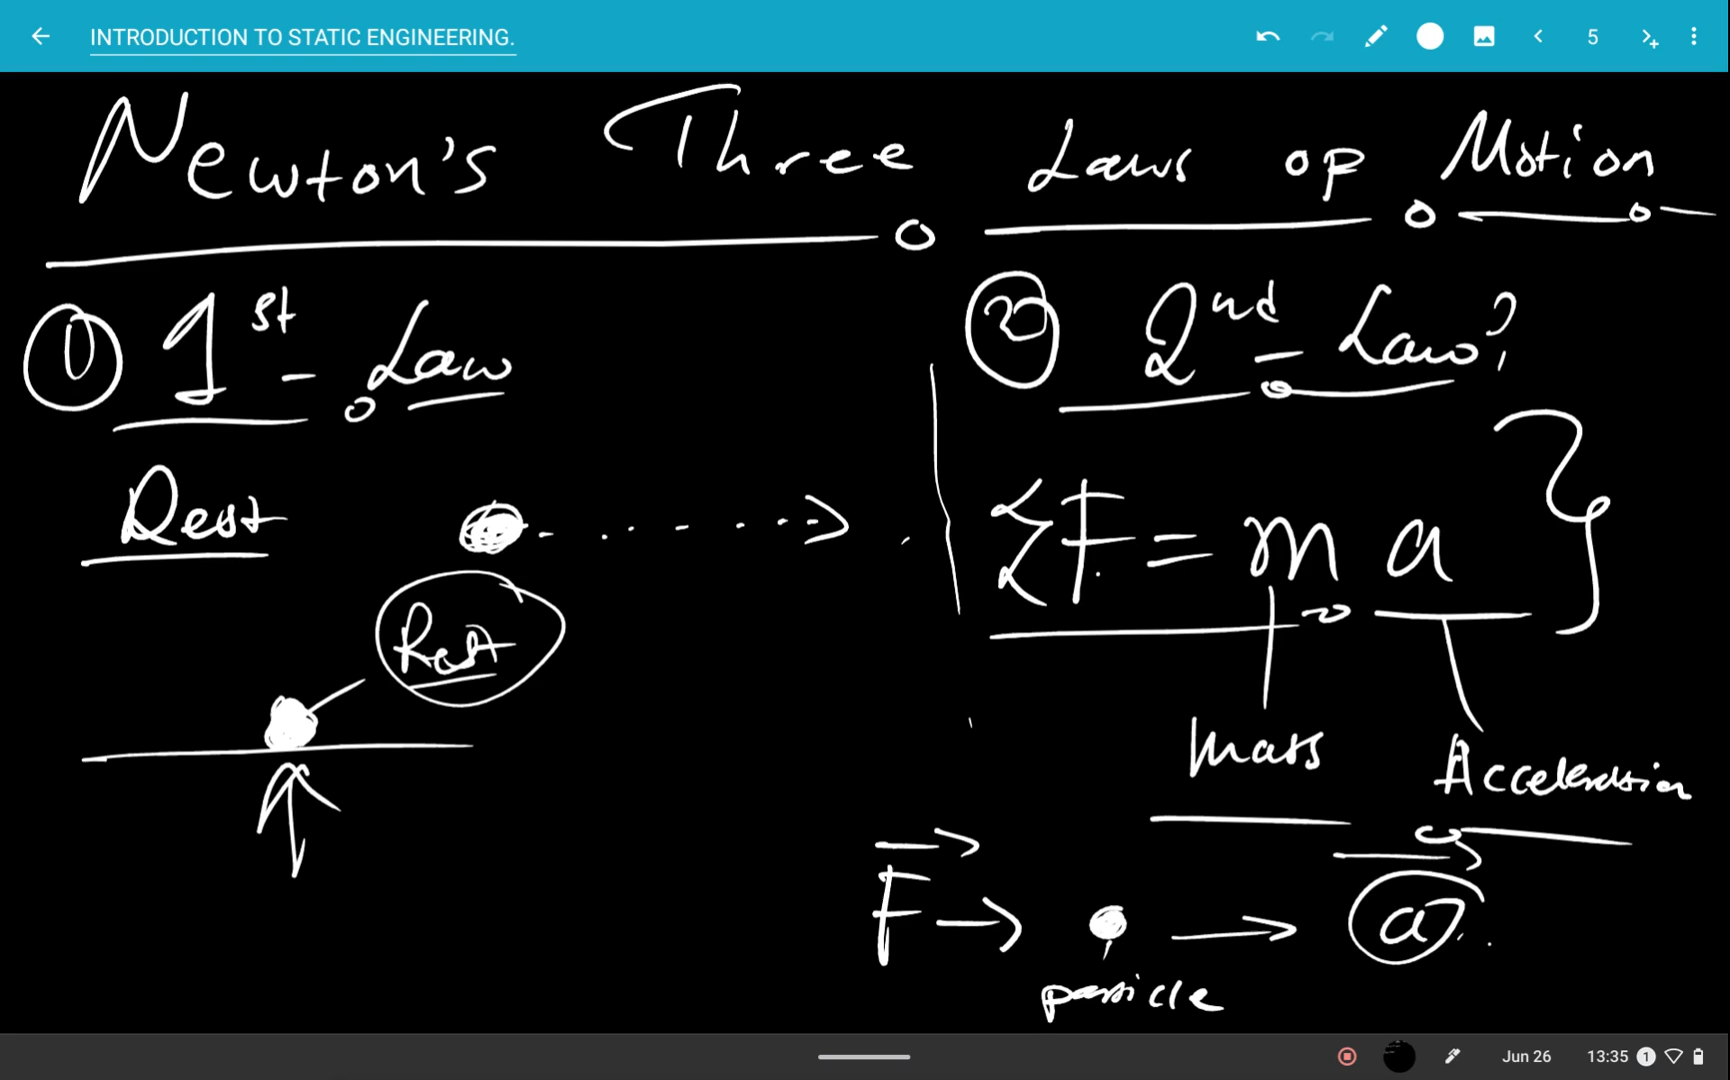 INTRODUCTION TO STATIC ENGINEERING.
5
Newton's Three Laws of Motion
① 1st - Law
Rest
Rest
② 2nd - Law?
ΣF = m a
mass
Acceleration
F → particle → a
Jun 26 13:35 1